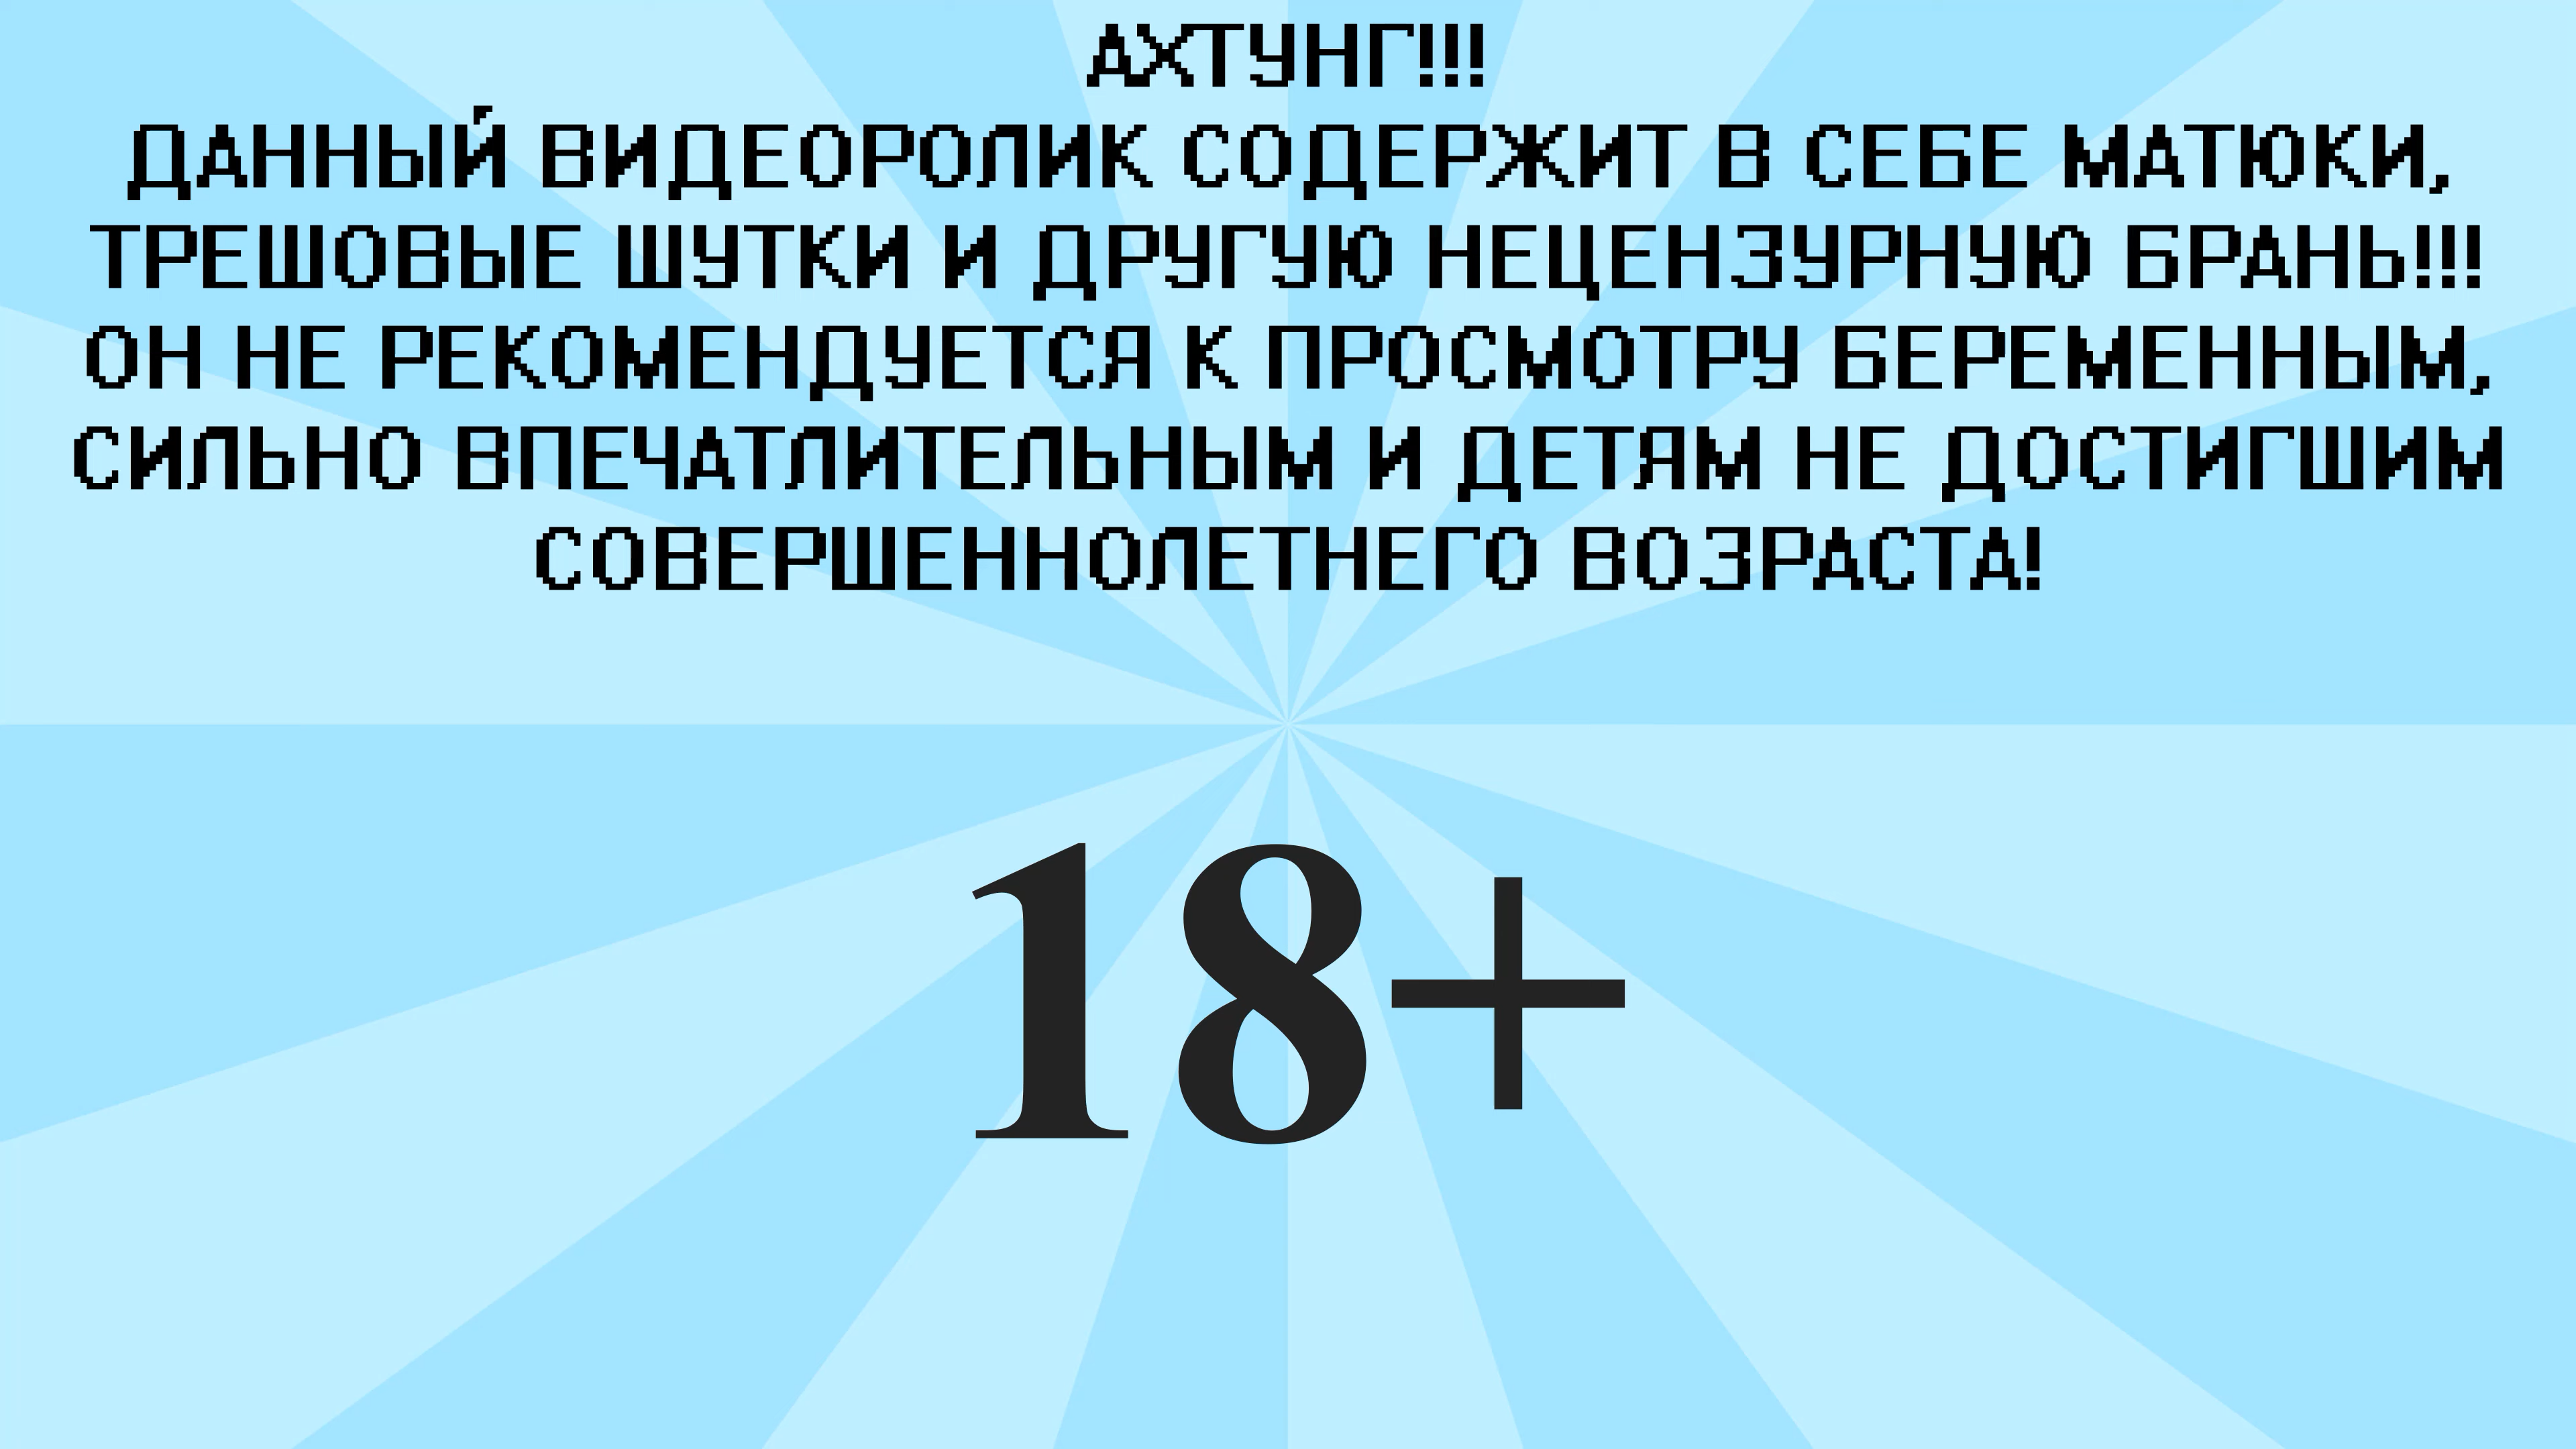 АХТУНГ!!!
ДАННЫЙ ВИДЕОРОЛИК СОДЕРЖИТ В СЕБЕ МАТЮКИ,
ТРЕШОВЫЕ ШУТКИ И ДРУГУЮ НЕЦЕНЗУРНУЮ БРАНЬ!!!
ОН НЕ РЕКОМЕНДУЕТСЯ К ПРОСМОТРУ БЕРЕМЕННЫМ,
СИЛЬНО ВПЕЧАТЛИТЕЛЬНЫМ И ДЕТЯМ НЕ ДОСТИГШИМ
СОВЕРШЕННОЛЕТНЕГО ВОЗРАСТА!
18+